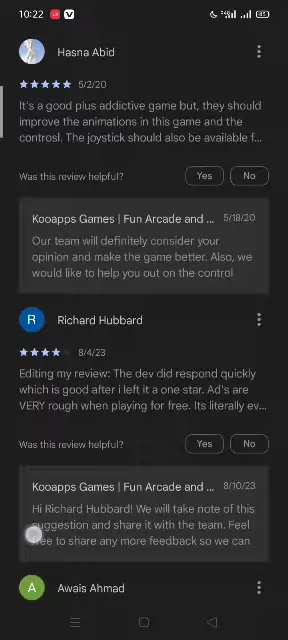 10:22
Hasna Abid
5/2/20
It's a good plus addictive game but, they should
improve the animations in this game and the
controsl. The joystick should also be available f...
Was this review helpful?
Yes
No
Kooapps Games | Fun Arcade and ...
5/18/20
Our team will definitely consider your
opinion and make the game better. Also, we
would like to help you out on the control
R
Richard Hubbard
8/4/23
Editing my review: The dev did respond quickly
which is good after i left it a one star. Ad's are
VERY rough when playing for free. Its literally ev...
Was this review helpful?
Yes
No
Kooapps Games | Fun Arcade and ...
8/10/23
Hi Richard Hubbard! We will take note of this
suggestion and share it with the team. Feel
free to share any more feedback so we can
A
Awais Ahmad